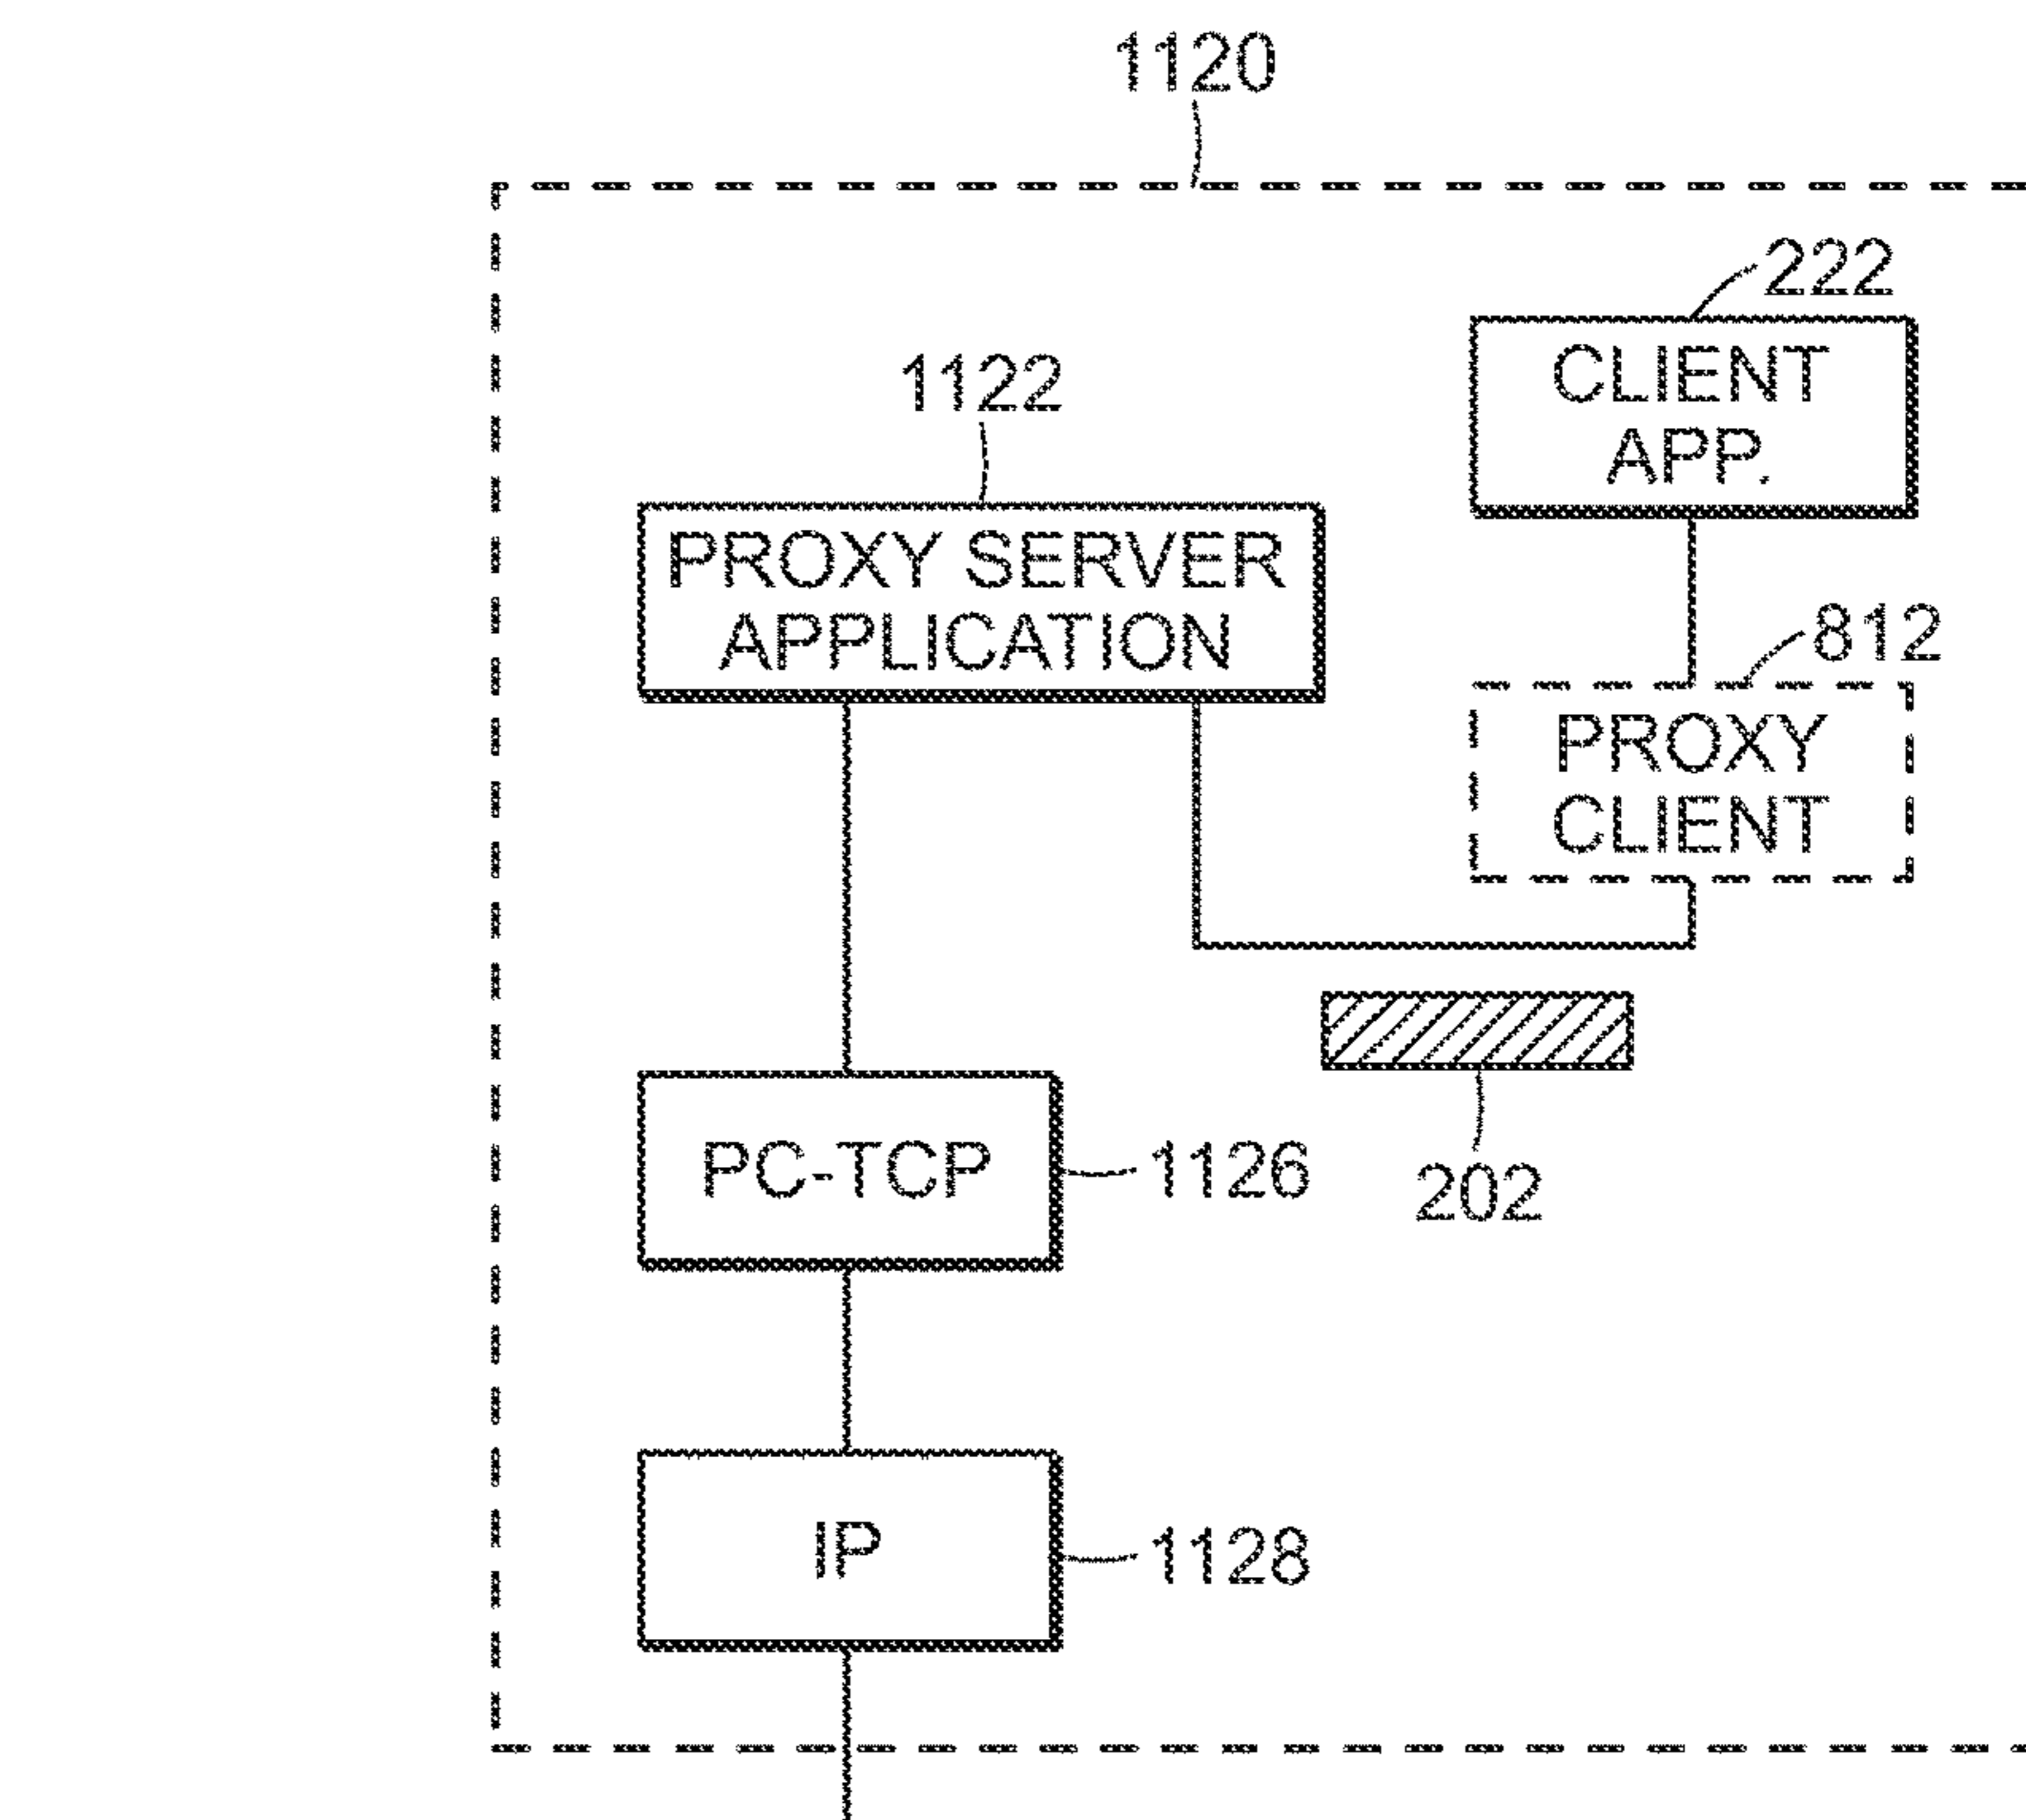 1120
222
CLIENT
APP.
1122
PROXY SERVER
APPLICATION
812
PROXY
CLIENT
PC-TCP
1126
202
IP
1128